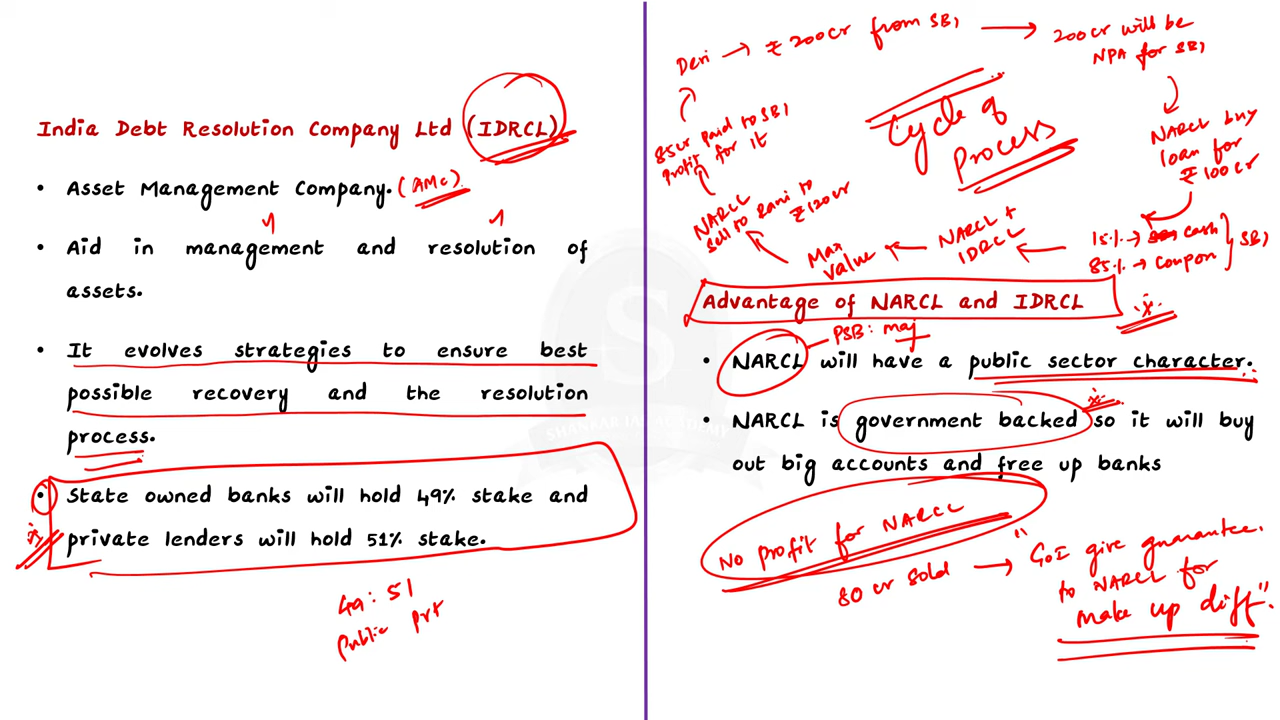 India Debt Resolution Company Ltd (IDRCL)
• Asset Management Company. (AMC)
• Aid in management and resolution of
assets.
• It evolves strategies to ensure best
possible recovery and the resolution
process.
• State owned banks will hold 49% stake and
private lenders will hold 51% stake.
49 : 51
Public Prt
Devi → ₹200cr from SBI → 200cr will be
NPA for SBI
Cycle of
Process
NARCL buy
loan for
₹100cr
15% → cash
85% → coupon } SBI
NARCL +
IDRCL
Max
Value
NARCL
sell to Rani to
₹120cr
85cr paid to SBI
Profit for it
Advantage of NARCL and IDRCL
PSB: maj
• NARCL will have a public sector character.
• NARCL is government backed so it will buy
out big accounts and free up banks
No profit for NARCL
80 cr sold → "GoI give guarantee
to NARCL for
make up diff".
SHANKAR IAS ACADEMY